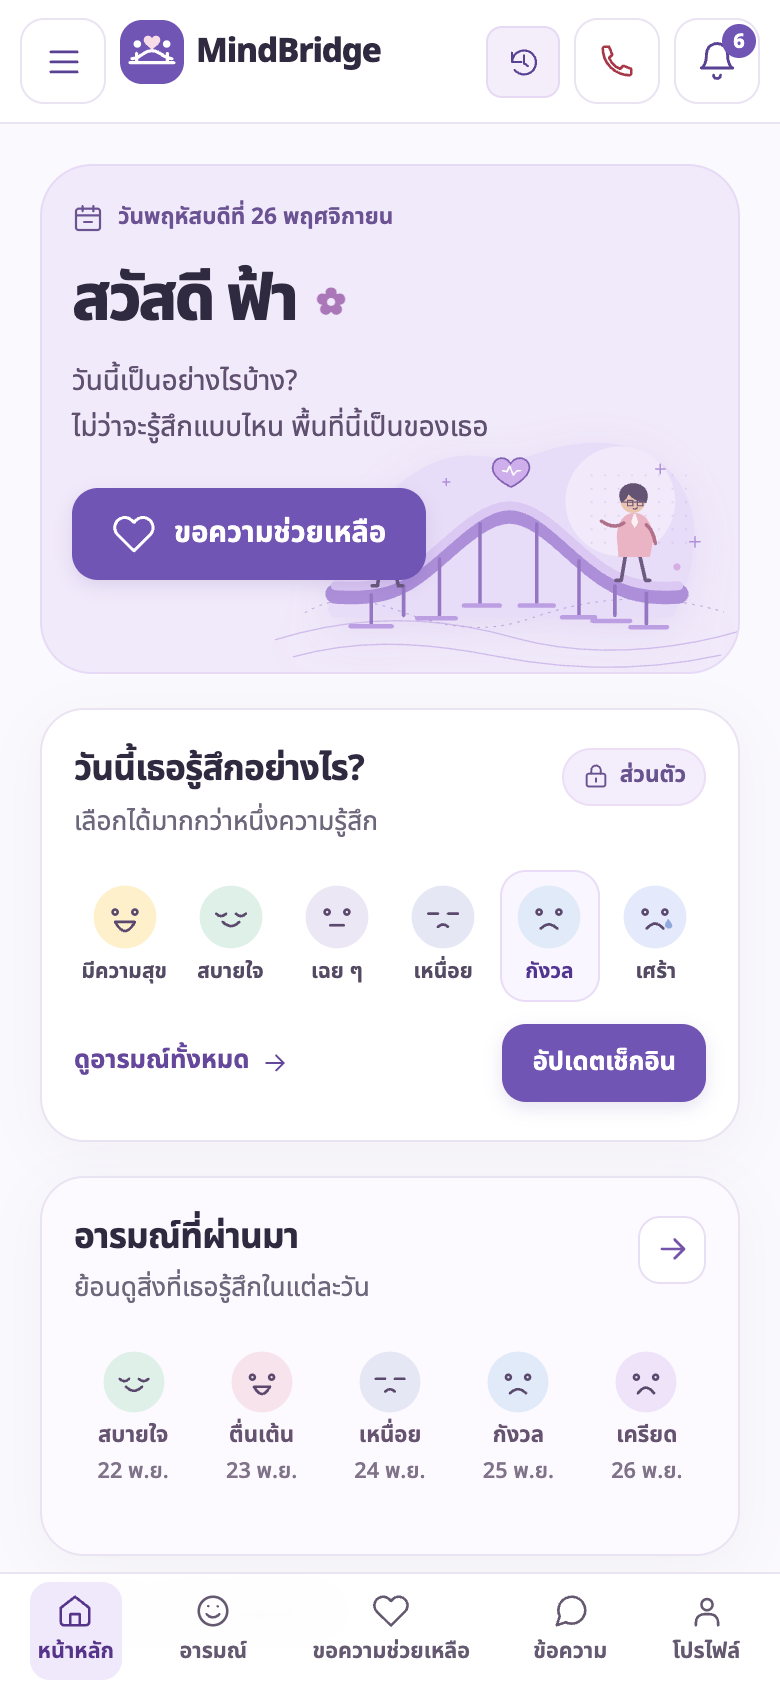 MindBridge
6
วันพฤหัสบดีที่ 26 พฤศจิกายน
สวัสดี ฟ้า
วันนี้เป็นอย่างไรบ้าง?
ไม่ว่าจะรู้สึกแบบไหน พื้นที่นี้เป็นของเธอ
ขอความช่วยเหลือ
วันนี้เธอรู้สึกอย่างไร?
ส่วนตัว
เลือกได้มากกว่าหนึ่งความรู้สึก
มีความสุข สบายใจ เฉย ๆ เหนื่อย กังวล เศร้า
ดูอารมณ์ทั้งหมด
อัปเดตเช็กอิน
อารมณ์ที่ผ่านมา
ย้อนดูสิ่งที่เธอรู้สึกในแต่ละวัน
สบายใจ ตื่นเต้น เหนื่อย กังวล เครียด
22 พ.ย. 23 พ.ย. 24 พ.ย. 25 พ.ย. 26 พ.ย.
หน้าหลัก อารมณ์ ขอความช่วยเหลือ ข้อความ โปรไฟล์